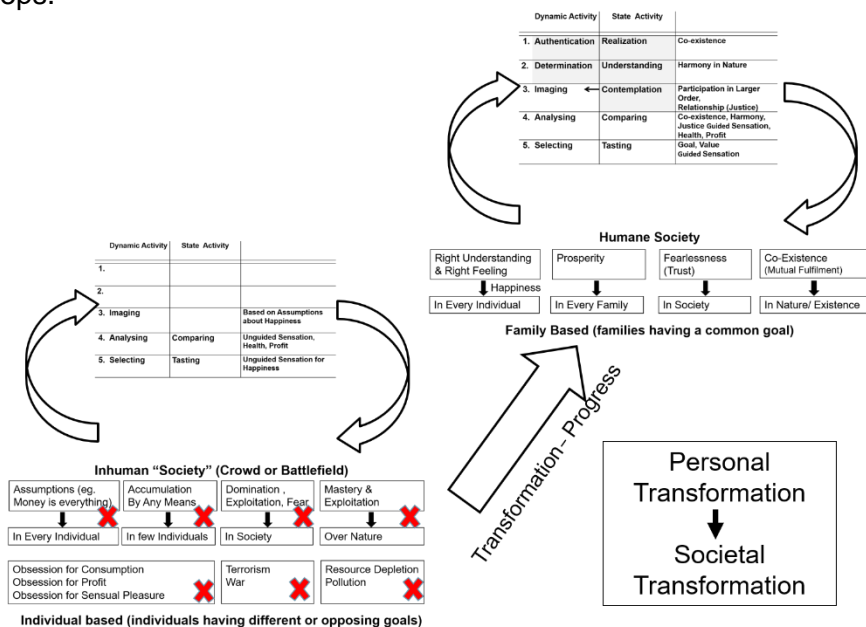 eps.
Dynamic Activity State Activity
1. Authentication Realization Co-existence
2. Determination Understanding Harmony in Nature
3. Imaging ← Contemplation Participation in Larger
Order,
Relationship (Justice)
4. Analysing Comparing Co-existence, Harmony,
Justice Guided Sensation,
Health, Profit
5. Selecting Tasting Goal, Value
Guided Sensation
Humane Society
Right Understanding
& Right Feeling
Prosperity
Fearlessness
(Trust)
Co-Existence
(Mutual Fulfilment)
Happiness
In Every Individual
In Every Family
In Society
In Nature/ Existence
Family Based (families having a common goal)
Dynamic Activity State Activity
1.
2.
3. Imaging Based on Assumptions
about Happiness
4. Analysing Comparing Unguided Sensation,
Health, Profit
5. Selecting Tasting Unguided Sensation for
Happiness
Inhuman “Society” (Crowd or Battlefield)
Assumptions (eg.
Money is everything)
Accumulation
By Any Means
Domination ,
Exploitation, Fear
Mastery &
Exploitation
In Every Individual
In few Individuals
In Society
Over Nature
Obsession for Consumption
Obsession for Profit
Obsession for Sensual Pleasure
Terrorism
War
Resource Depletion
Pollution
Individual based (individuals having different or opposing goals)
Transformation – Progress
Personal
Transformation
Societal
Transformation